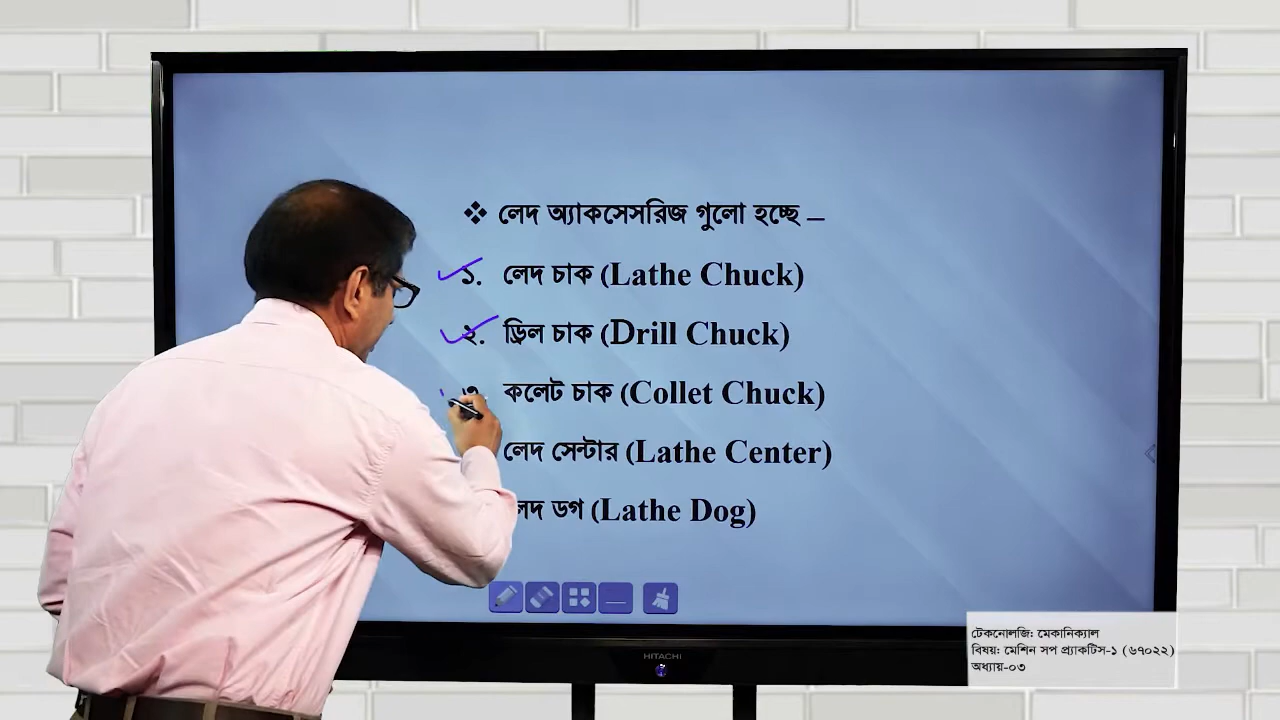 ❖ লেদ অ্যাকসেসরিজ গুলো হচ্ছে –
১. লেদ চাক (Lathe Chuck)
২. ড্রিল চাক (Drill Chuck)
কলেট চাক (Collet Chuck)
লেদ সেন্টার (Lathe Center)
ডগ (Lathe Dog)
HITACHI
টেকনোলজি: মেকানিক্যাল
বিষয়: মেশিন সপ প্র্যাকটিস-১ (৬৭০২২)
অধ্যায়-০৩